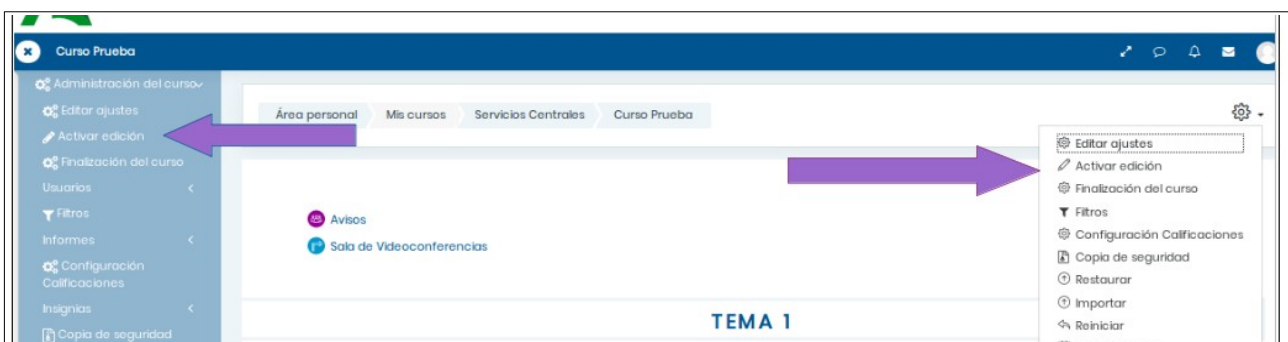 Curso Prueba
Administración del curso
Editar ajustes
Activar edición
Finalización del curso
Usuarios
Filtros
Informes
Configuración
Calificaciones
Insignias
Copia de seguridad
Área personal Mis cursos Servicios Centrales Curso Prueba
Avisos
Sala de Videoconferencias
TEMA 1
Editar ajustes
Activar edición
Finalización del curso
Filtros
Configuración Calificaciones
Copia de seguridad
Restaurar
Importar
Reiniciar